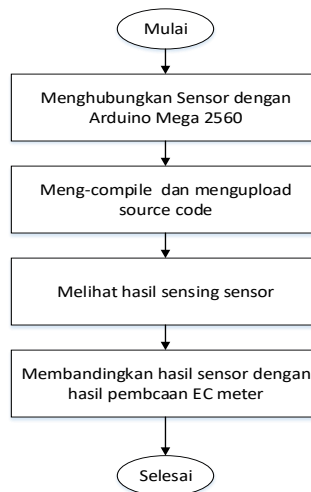 Mulai
Menghubungkan Sensor dengan
Arduino Mega 2560
Meng-compile dan mengupload
source code
Melihat hasil sensing sensor
Membandingkan hasil sensor dengan
hasil pembcaan EC meter
Selesai